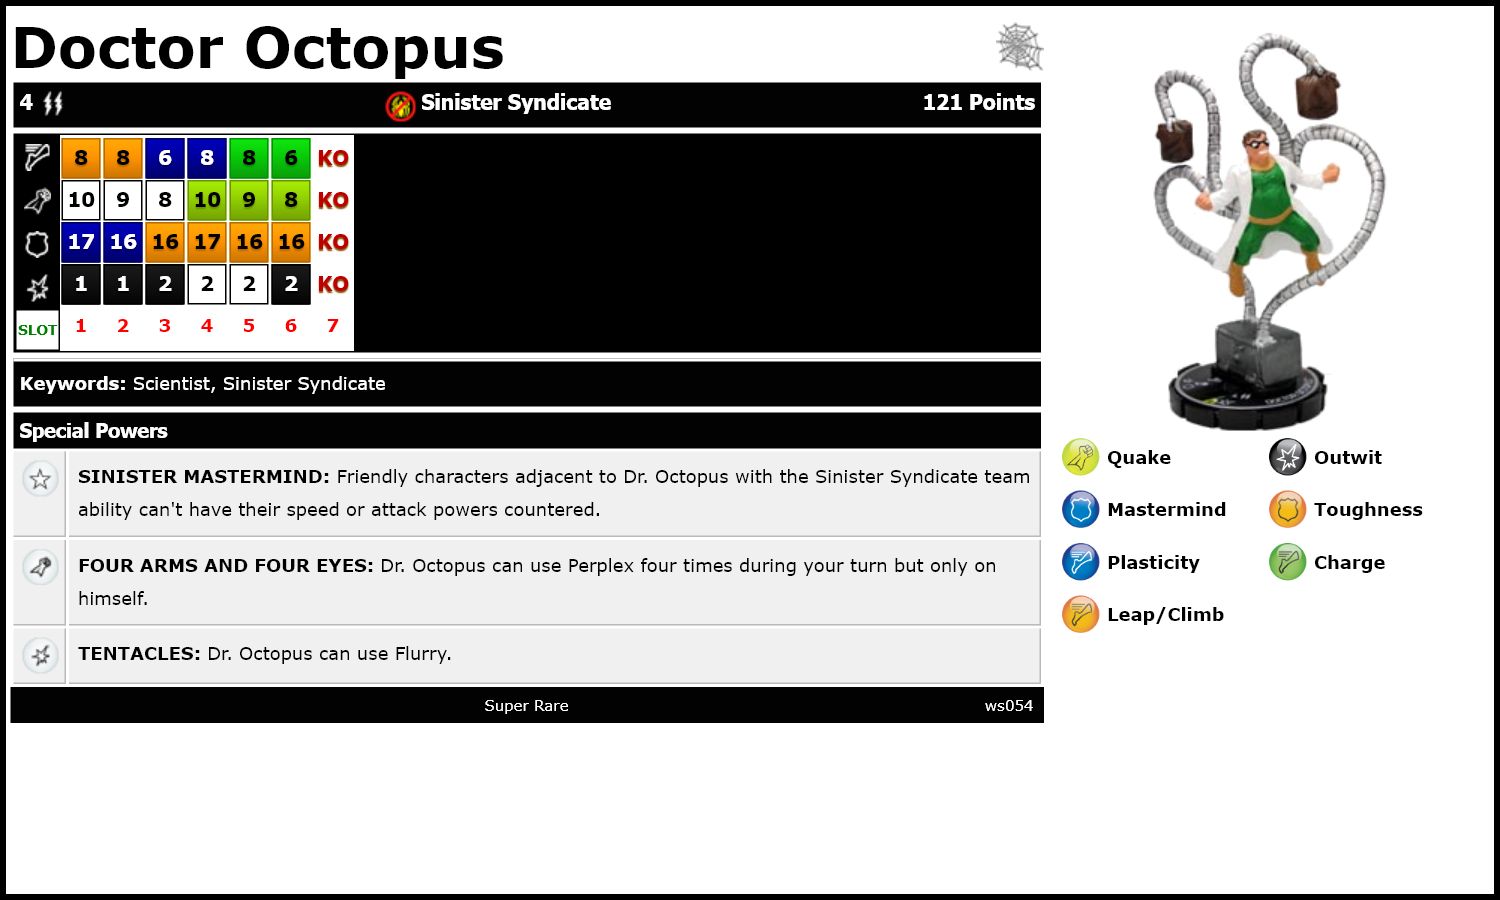 Doctor Octopus
4 Sinister Syndicate 121 Points
8 8 6 8 8 6 KO
10 9 8 10 9 8 KO
17 16 16 17 16 16 KO
1 1 2 2 2 2 KO
SLOT 1 2 3 4 5 6 7
Keywords: Scientist, Sinister Syndicate
Special Powers
SINISTER MASTERMIND: Friendly characters adjacent to Dr. Octopus with the Sinister Syndicate team
ability can't have their speed or attack powers countered.
FOUR ARMS AND FOUR EYES: Dr. Octopus can use Perplex four times during your turn but only on
himself.
TENTACLES: Dr. Octopus can use Flurry.
Super Rare ws054
Quake Outwit
Mastermind Toughness
Plasticity Charge
Leap/Climb